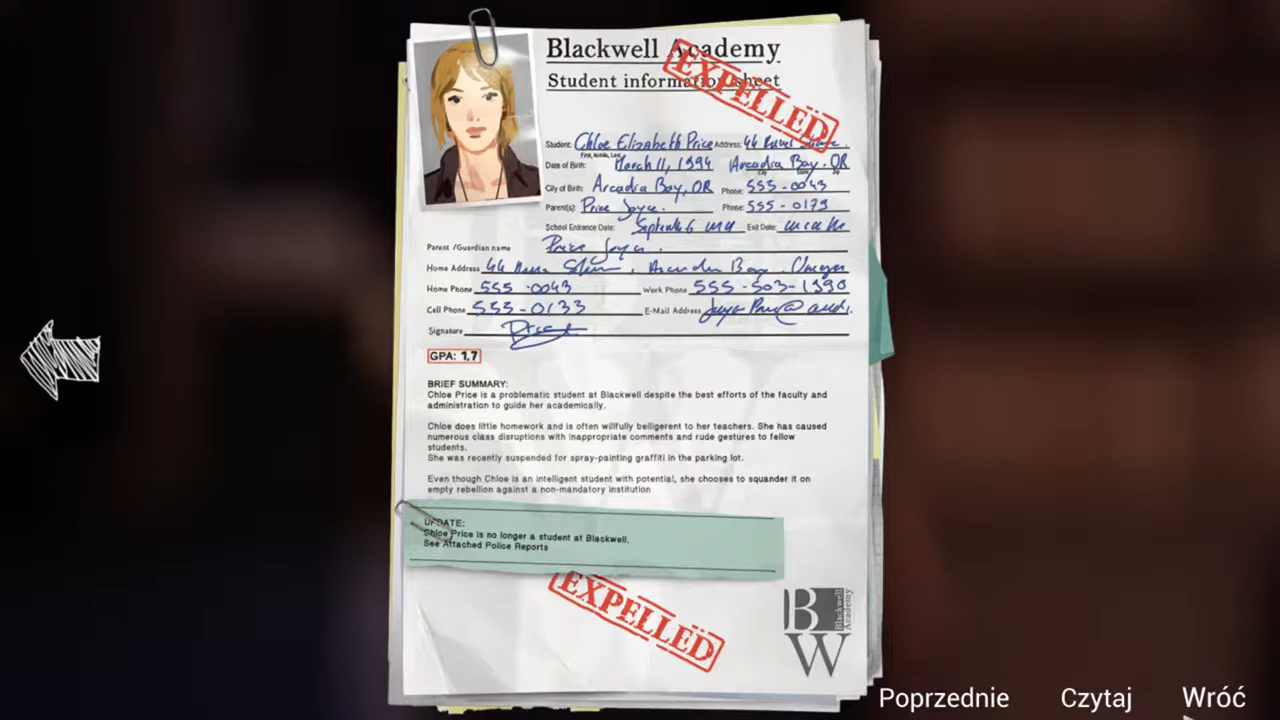 Blackwell Academy
Student information sheet
EXPELLED
Student: Chloe Elizabeth Price Address: 44
First, Middle, Last
Date of Birth: March 11, 1994 Arcadia Bay, OR
City of Birth: Arcadia Bay, OR Phone: 555-0043
Parent(s): Price Joyce. Phone: 555-0179
School Entrance Date: Exit Date:
Parent /Guardian name Price Joyce.
Home Address 44 Bay
Home Phone 555-0043 Work Phone 555-503-1390
Cell Phone 555-0133 E-Mail Address
Signature
GPA: 1,7
BRIEF SUMMARY:
Chloe Price is a problematic student at Blackwell despite the best efforts of the faculty and
administration to guide her academically.
Chloe does little homework and is often willfully belligerent to her teachers. She has caused
numerous class disruptions with inappropriate comments and rude gestures to fellow
students.
She was recently suspended for spray-painting graffiti in the parking lot.
Even though Chloe is an intelligent student with potential, she chooses to squander it on
empty rebellion against a non-mandatory institution
UPDATE:
Chloe Price is no longer a student at Blackwell.
See Attached Police Reports
EXPELLED
B W
Blackwell
Academy
Poprzednie Czytaj Wróć